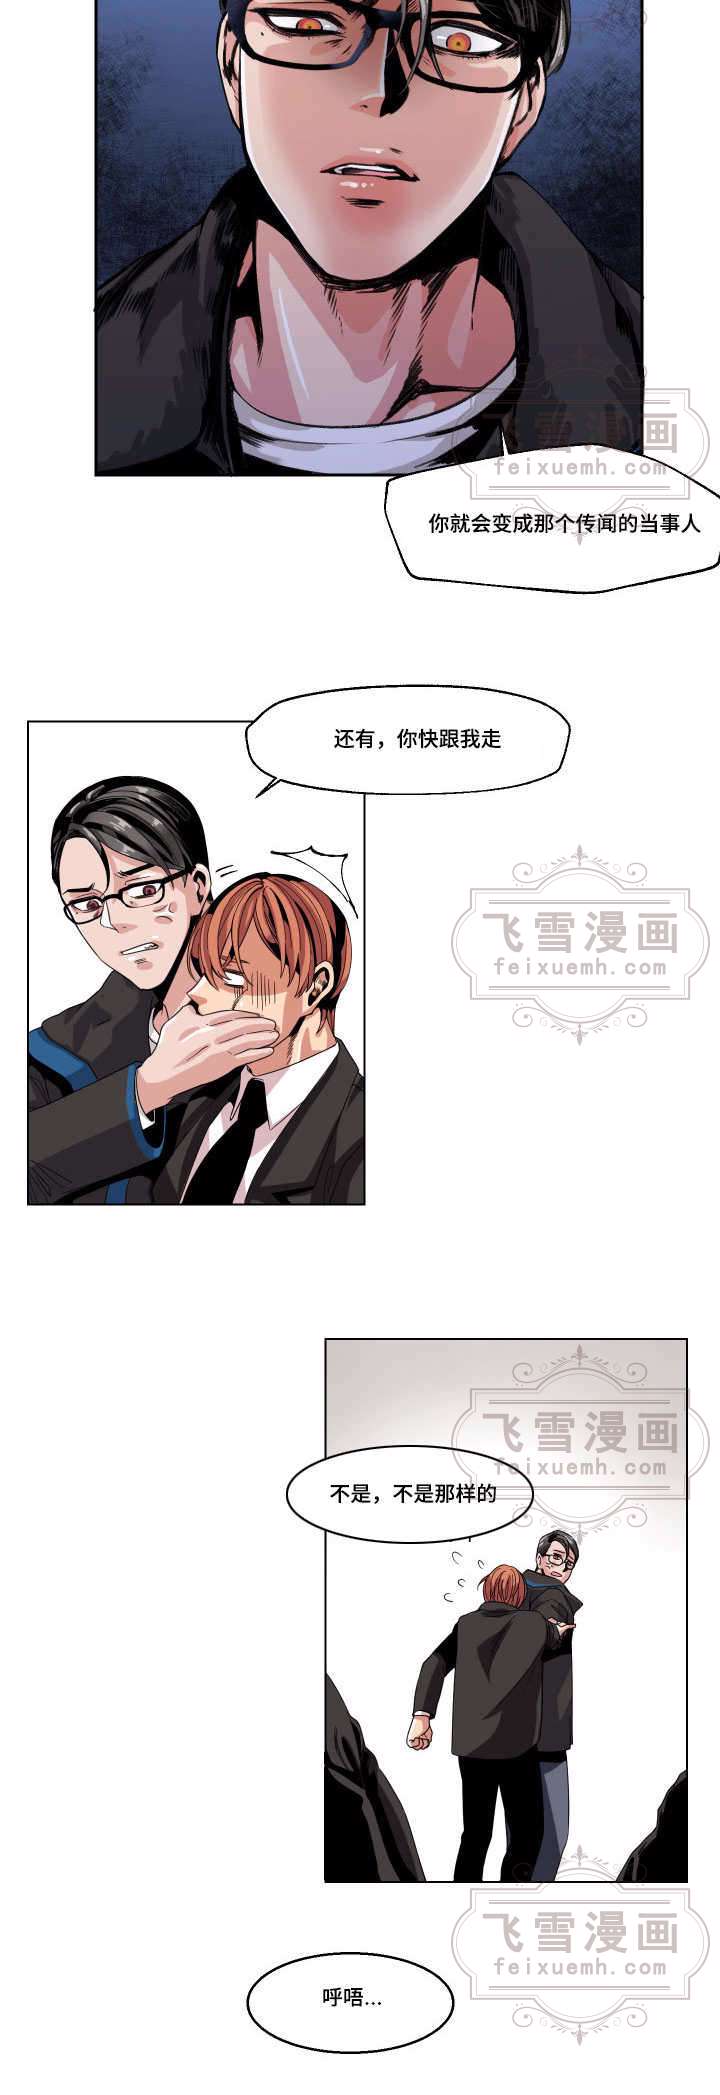 飞雪漫画
feixuemh.com
你就会变成那个传闻的当事人
还有，你快跟我走
飞雪漫画
feixuemh.com
飞雪漫画
feixuemh.com
不是，不是那样的
飞雪漫画
feixuemh.com
呼唔...